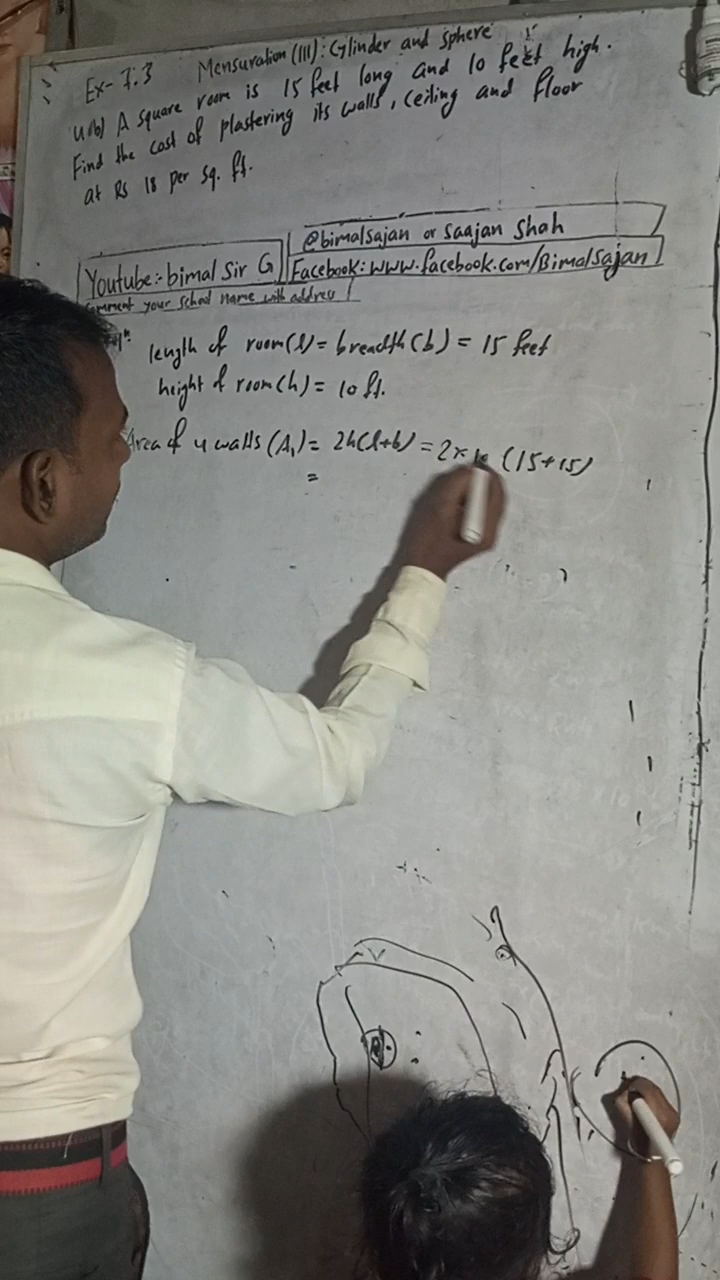 Ex- 7.3 Mensuration (III): Cylinder and sphere
4(b) A square room is 15 feet long and 10 feet high.
Find the cost of plastering its walls, ceiling and floor
at Rs 18 per sq. ft.
Youtube:- bimal Sir G
@bimalsajan or Saajan Shah
Facebook: www.facebook.com/Bimalsajan
comment your school name with address
length of room(l) = breadth(b) = 15 feet
height of room(h) = 10 ft.
Area of 4 walls (A₁) = 2h(l+b) = 2× (15+15)
=